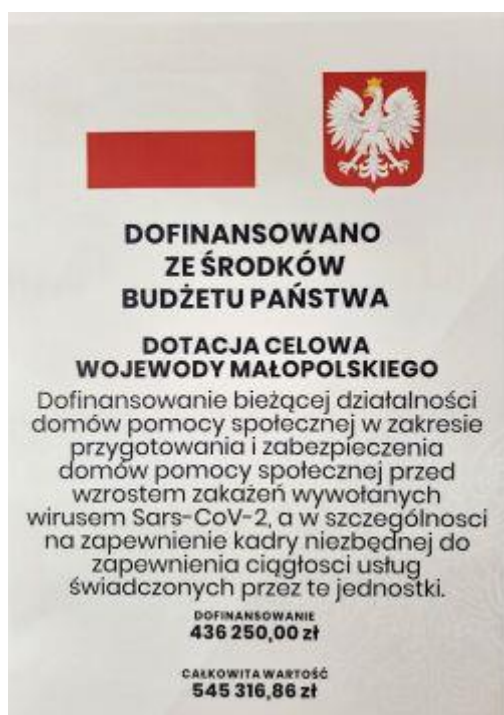 DOFINANSOWANO
ZE ŚRODKÓW
BUDŻETU PAŃSTWA
DOTACJA CELOWA
WOJEWODY MAŁOPOLSKIEGO
Dofinansowanie bieżącej działalności
domów pomocy społecznej w zakresie
przygotowania i zabezpieczenia
domów pomocy społecznej przed
wzrostem zakażeń wywołanych
wirusem Sars-CoV-2, a w szczególnosci
na zapewnienie kadry niezbędnej do
zapewnienia ciągłosci usług
świadczonych przez te jednostki.
DOFINANSOWANIE
436 250,00 zł
CAŁKOWITA WARTOŚĆ
545 316,86 zł